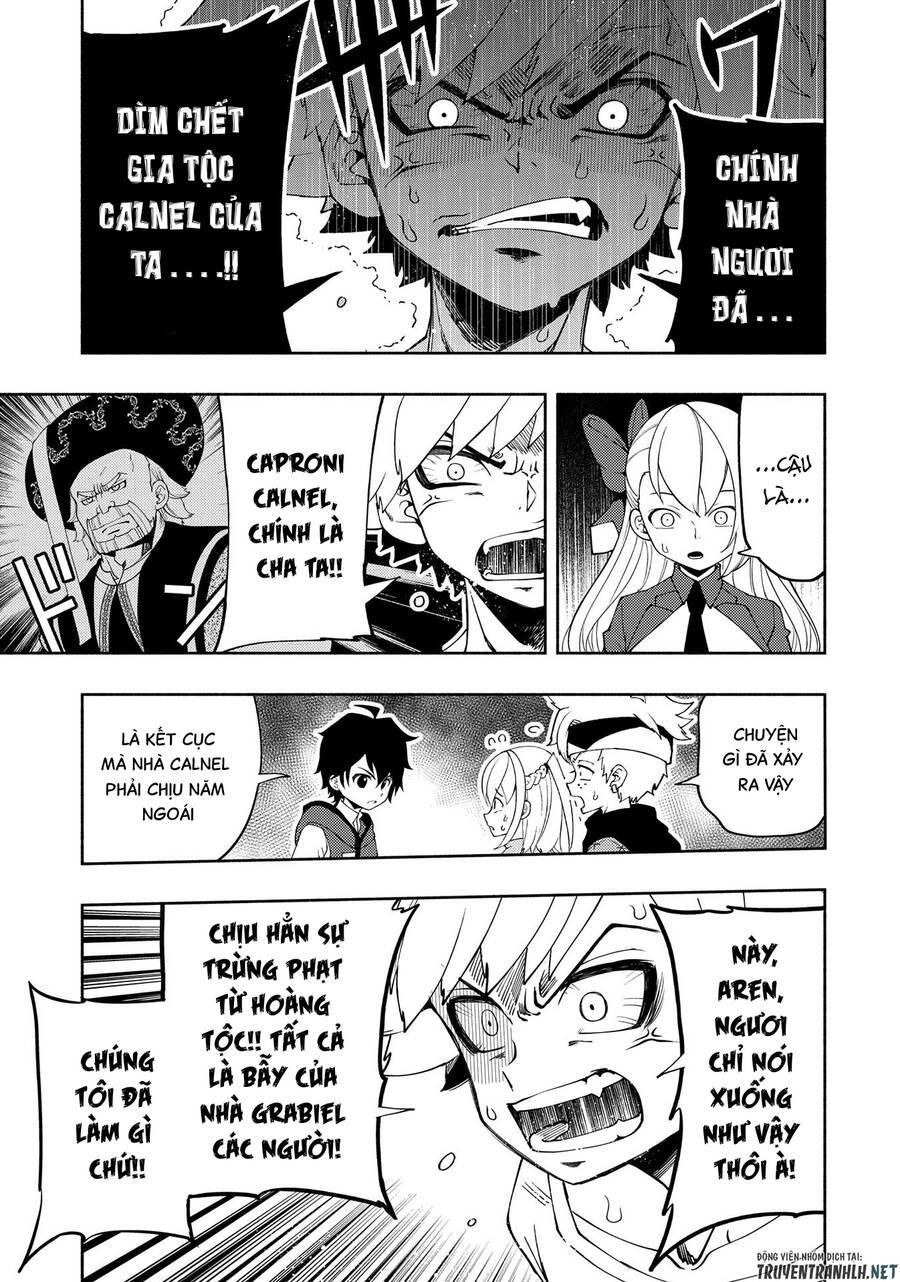 CHÍNH
NHÀ
NGƯƠI
ĐÃ...
DÌM CHẾT
GIA TỘC
CALNEL CỦA
TA....!!
...CẬU
LÀ...
CAPRONI
CALNEL,
CHÍNH LÀ
CHA TA!!
ドド
CHUYỆN
GÌ ĐÃ XẢY
RA VẬY
LÀ KẾT CỤC
MÀ NHÀ CALNEL
PHẢI CHỊU NĂM
NGOÁI
NÀY,
AREN,
NGƯƠI
CHỈ NÓI
XUỐNG
NHƯ VẬY
THÔI À!
CHỊU HẲN SỰ
TRỪNG PHẠT
TỪ HOÀNG
TỘC!! TẤT CẢ
LÀ BẪY CỦA
NHÀ GRABIEL
CÁC NGƯỜI!
CHÚNG
TÔI ĐÃ
LÀM GÌ
CHỨ!!
ĐỘNG VIÊN NHÓM DỊCH TẠI:
TRUYENTRANHLH.NET